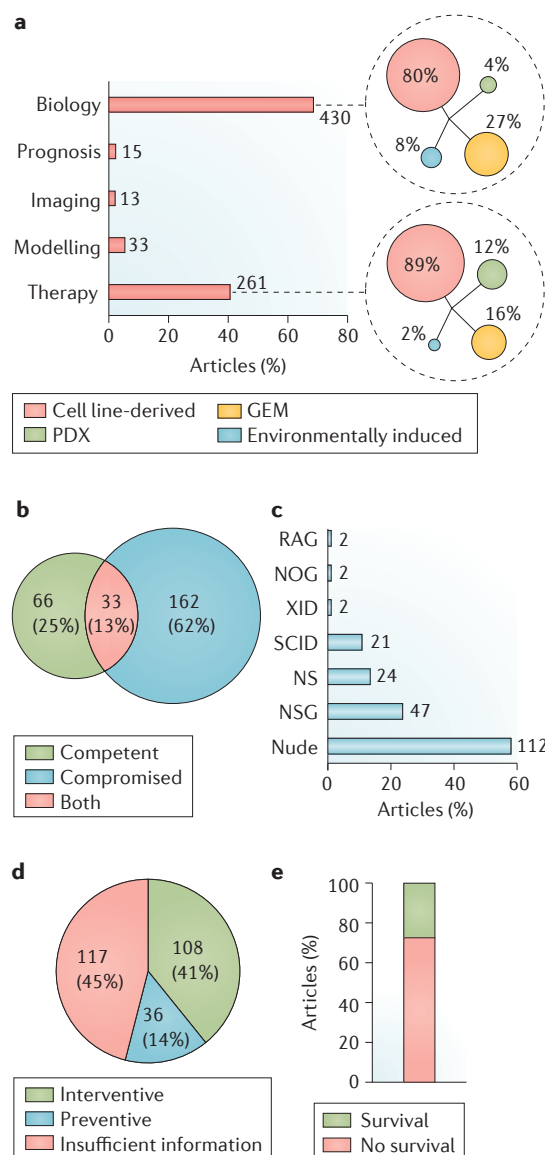 a
Biology
430
Prognosis
15
Imaging
13
Modelling
33
Therapy
261
0 20 40 60 80
Articles (%)
80%
4%
8%
27%
89%
12%
2%
16%
Cell line-derived
GEM
PDX
Environmentally induced
b
66
(25%)
33
(13%)
162
(62%)
Competent
Compromised
Both
c
RAG
2
NOG
2
XID
2
SCID
21
NS
24
NSG
47
Nude
112
0 20 40 60
Articles (%)
d
117
(45%)
108
(41%)
36
(14%)
Interventive
Preventive
Insufficient information
e
100
80
60
40
20
0
Articles (%)
Survival
No survival